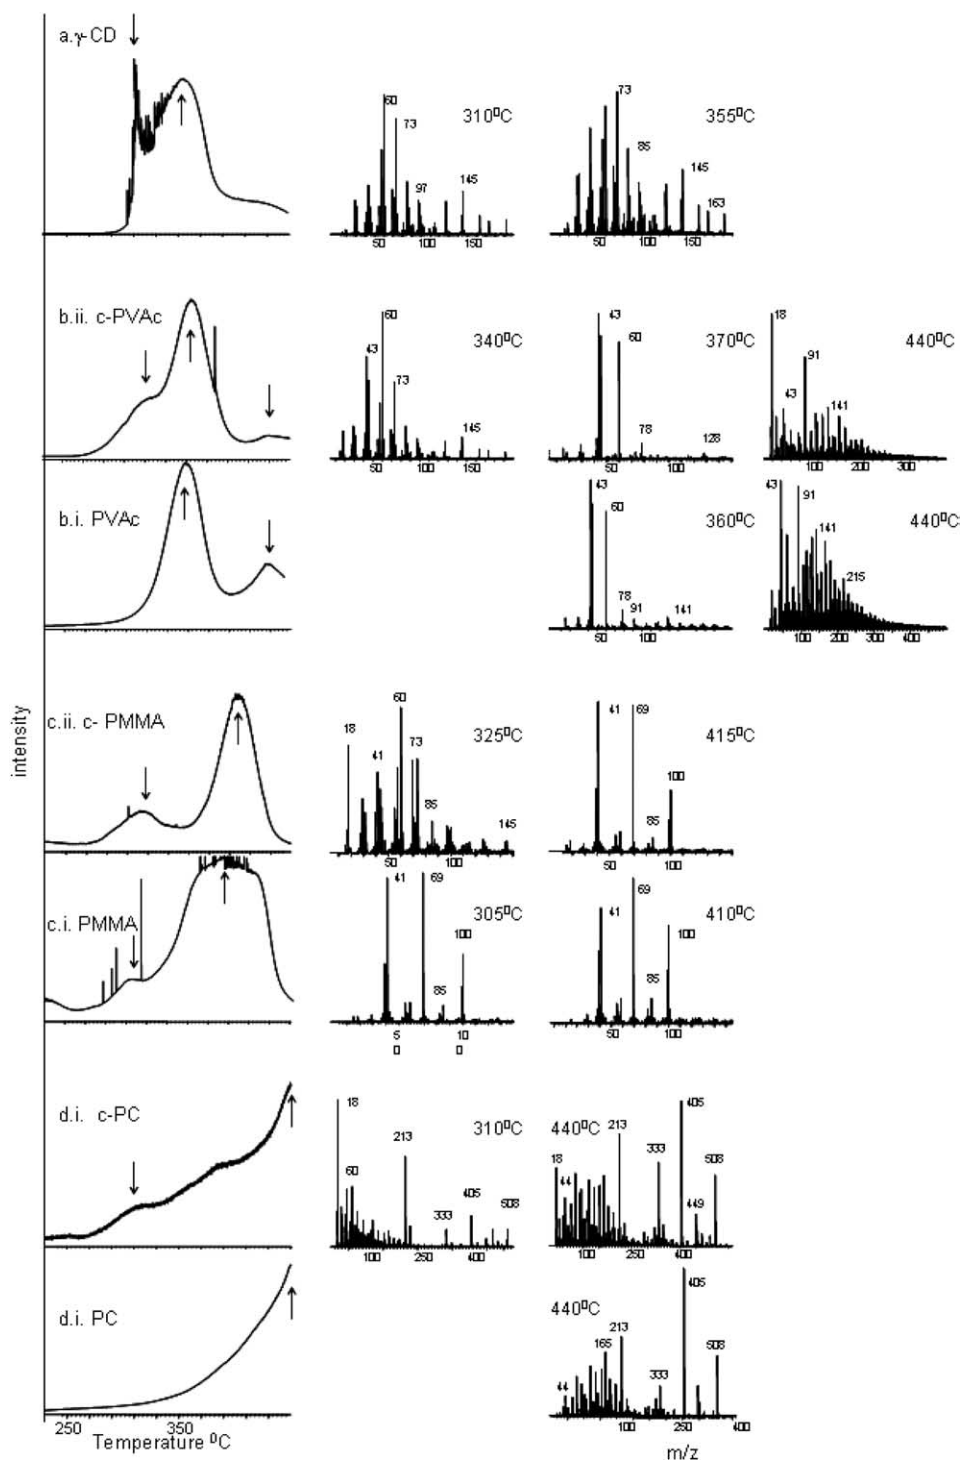 a.γ-CD
60
73
97
145
310⁰C
50 100 150
73
85
145
163
355⁰C
50 100 150
b.ii. c-PVAc
60
43
73
145
340⁰C
50 100 150
43
60
78
128
370⁰C
50 100
18
91
43
141
440⁰C
100 200 300
b.i. PVAc
43
60
78
91
141
360⁰C
50 100
43
91
141
215
440⁰C
100 200 300 400
intensity
c.ii. c- PMMA
60
18
41
73
85
145
325⁰C
50 100
41
69
100
85
415⁰C
50 100
c.i. PMMA
41
69
100
85
305⁰C
5 10
0 0
41
69
100
85
410⁰C
50 100
d.i. c-PC
18
213
60
405
333
508
310⁰C
100 250 400
440⁰C
405
213
333
18
508
44
449
100 250 400
d.i. PC
440⁰C
405
213
165
508
333
44
100 250 400
250 350
Temperature ⁰C
m/z